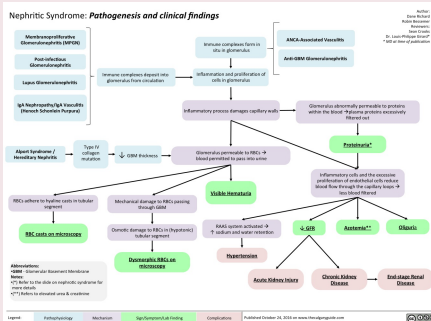 Nephritic Syndrome: Pathogenesis and clinical findings
Author:
Dane Richard
Robin Bessemer
Reviewers:
Sean Crooks
Dr. Louis-Philippe Girard*
* MD at time of publication
Membranoproliferative
Glomerulonephritis (MPGN)
Post-infectious
Glomerulonephritis
Lupus Glomerulonephritis
IgA Nephropathy/IgA Vasculitis
(Henoch Schonlein Purpura)
Immune complexes deposit into
glomerulus from circulation
Immune complexes form in
situ in glomerulus
Inflammation and proliferation of
cells in glomerulus
ANCA-Associated Vasculitis
Anti-GBM Glomerulonephritis
Inflammatory process damages capillary walls
Glomerulus abnormally permeable to proteins
within the blood → plasma proteins excessively
filtered out
Proteinuria*
Alport Syndrome /
Hereditary Nephritis
Type IV
collagen
mutation
↓ GBM thickness
Glomerulus permeable to RBCs →
blood permitted to pass into urine
Inflammatory cells and the excessive
proliferation of endothelial cells reduce
blood flow through the capillary loops →
less blood filtered
Visible Hematuria
RBCs adhere to hyaline casts in tubular
segment
RBC casts on microscopy
Mechanical damage to RBCs passing
through GBM
Osmotic damage to RBCs in (hypotonic)
tubular segment
Dysmorphic RBCs on
microscopy
RAAS system activated →
↑ sodium and water retention
Hypertension
↓ GFR
Azotemia**
Oliguria
Acute Kidney Injury
Chronic Kidney
Disease
End-stage Renal
Disease
Abbreviations:
•GBM - Glomerular Basement Membrane
Notes:
•(*) Refer to the slide on nephrotic syndrome for
more details
•(**) Refers to elevated urea & creatinine
Legend:
Pathophysiology
Mechanism
Sign/Symptom/Lab Finding
Complications
Published October 24, 2016 on www.thecalgaryguide.com